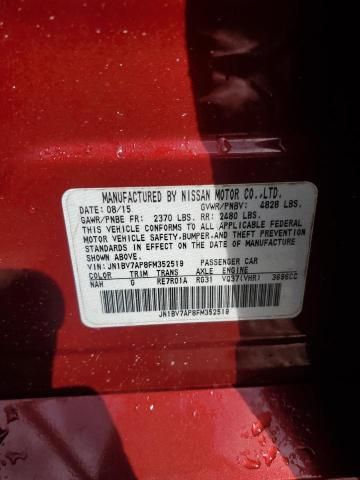 MANUFACTURED BY NISSAN MOTOR CO.,LTD.
DATE: 08/15 GVWR/PNBV: 4828 LBS.
GAWR/PNBE FR: 2370 LBS. RR: 2480 LBS.
THIS VEHICLE CONFORMS TO ALL APPLICABLE FEDERAL
MOTOR VEHICLE SAFETY,BUMPER,AND THEFT PREVENTION
STANDARDS IN EFFECT ON THE DATE OF MANUFACTURE
SHOWN ABOVE.
VIN: JN1BV7AP8FM352519 PASSENGER CAR
COLOR TRIM TRANS AXLE ENGINE
NAH G RE7R01A RG31 VQ37(VHR) 3696CC
JN1BV7AP8FM352519